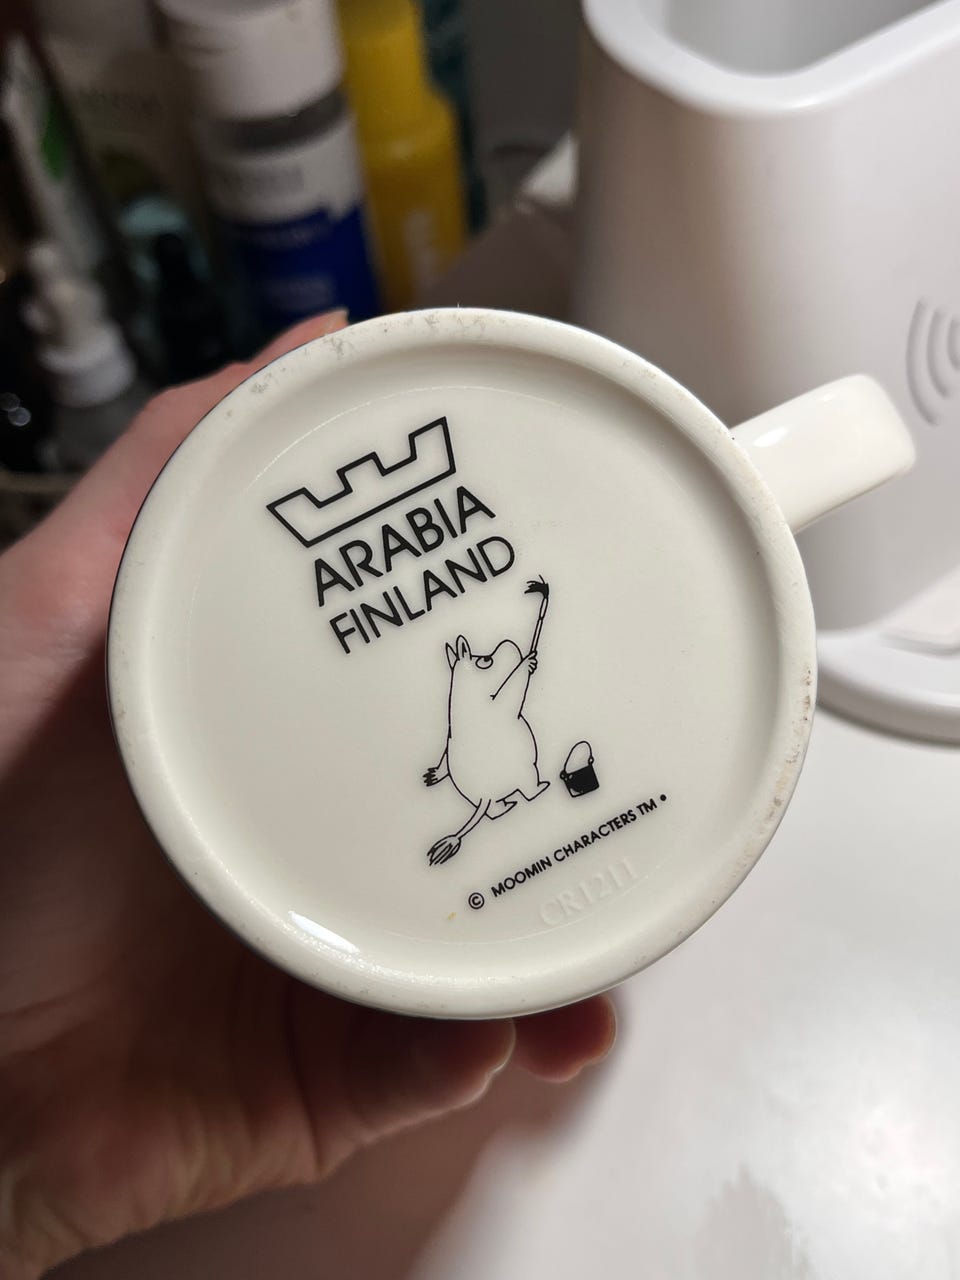 ARABIA
FINLAND
© MOOMIN CHARACTERS TM •
CR1211